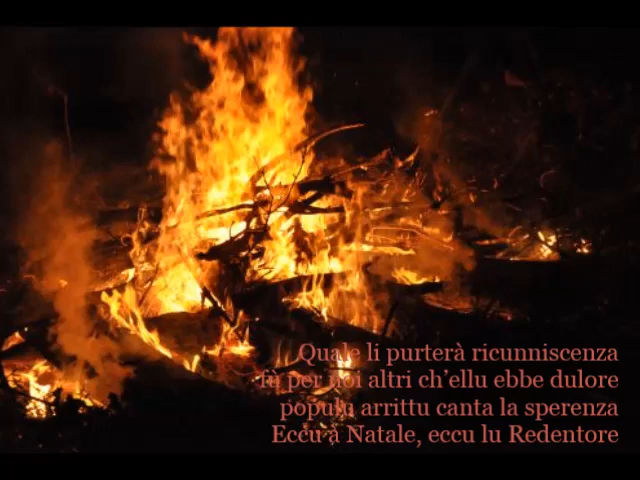 Quale li purterà ricunniscenza
fù per noi altri ch'ellu ebbe dulore
populu arrittu canta la sperenza
Eccu à Natale, eccu lu Redentore